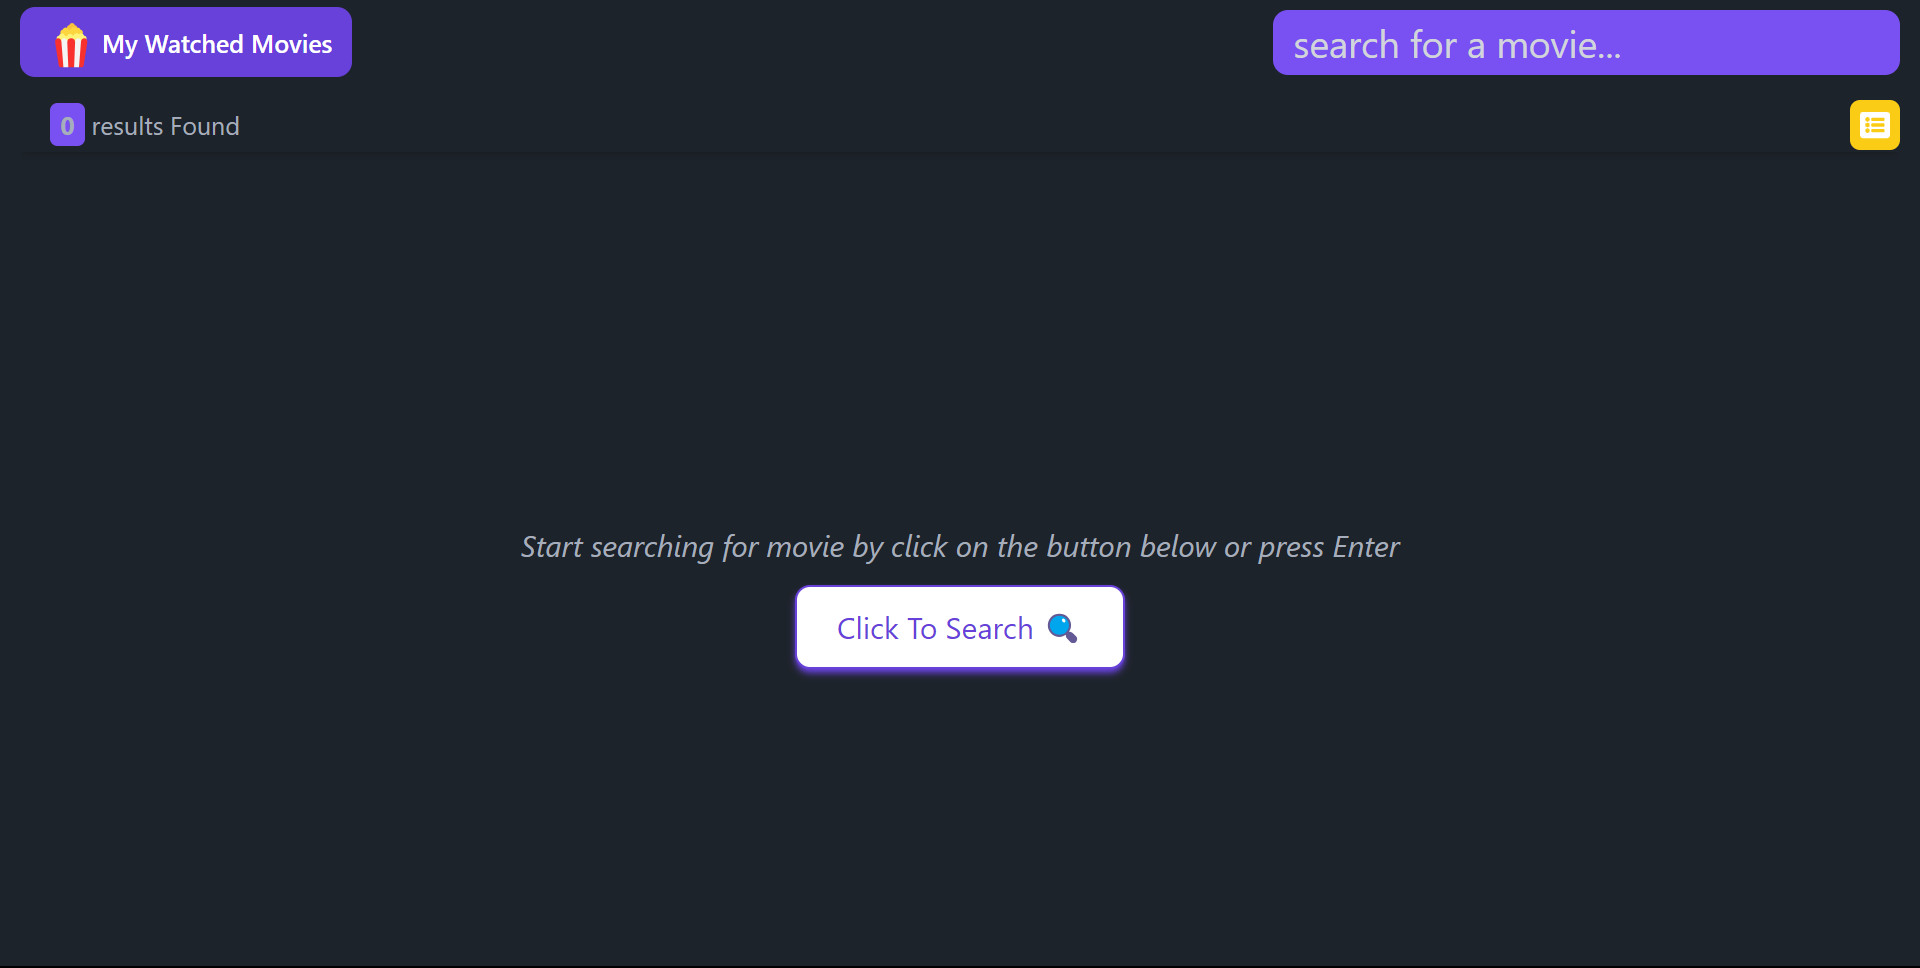 My Watched Movies
search for a movie...
0 results Found
Start searching for movie by click on the button below or press Enter
Click To Search